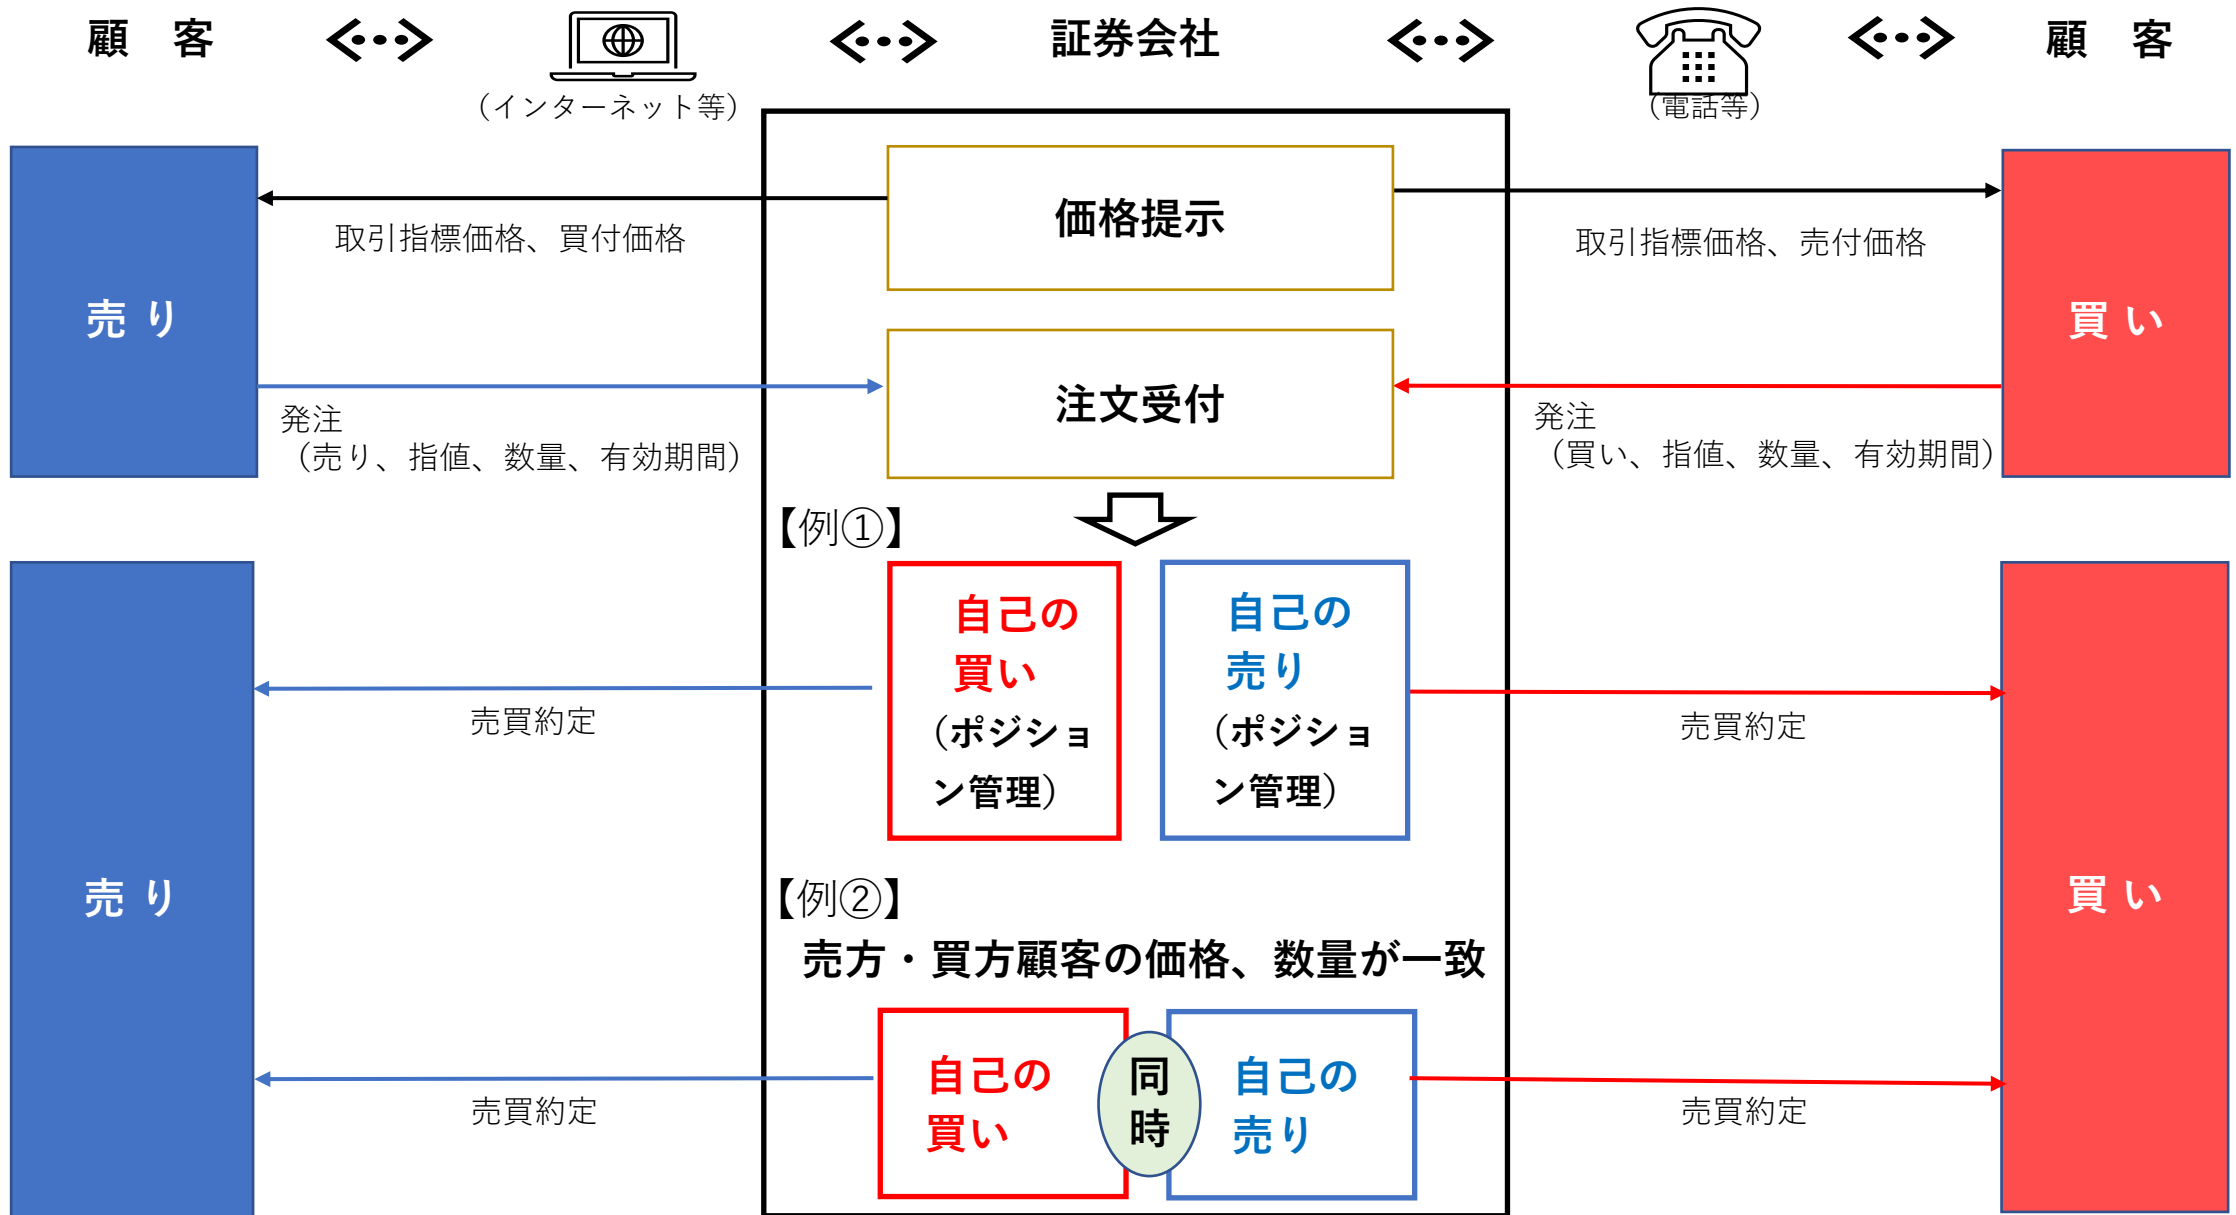 顧　客
証券会社
顧　客
（インターネット等）
（電話等）
価格提示
取引指標価格、買付価格
取引指標価格、売付価格
売 り
買 い
注文受付
発注
（売り、指値、数量、有効期間）
発注
（買い、指値、数量、有効期間）
【例①】
自己の
買い
（ポジショ
ン管理）
自己の
売り
（ポジショ
ン管理）
売買約定
売買約定
売 り
買 い
【例②】
売方・買方顧客の価格、数量が一致
自己の
買い
同
時
自己の
売り
売買約定
売買約定